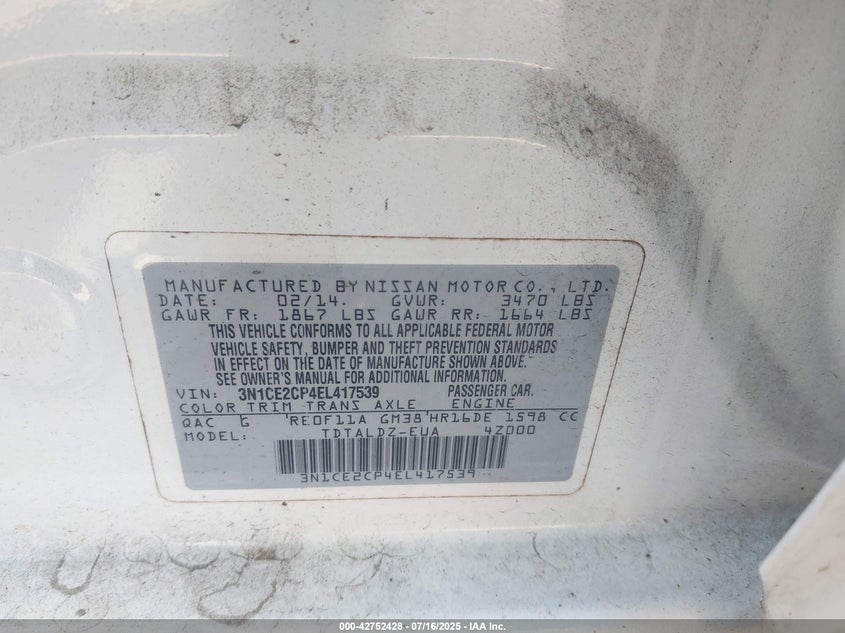 MANUFACTURED BY NISSAN MOTOR CO., LTD.
DATE: 02/14. GVWR: 3470 LBS
GAWR FR: 1867 LBS GAWR RR: 1664 LBS
THIS VEHICLE CONFORMS TO ALL APPLICABLE FEDERAL MOTOR
VEHICLE SAFETY, BUMPER AND THEFT PREVENTION STANDARDS
IN EFFECT ON THE DATE OF MANUFACTURE SHOWN ABOVE.
SEE OWNER'S MANUAL FOR ADDITIONAL INFORMATION.
VIN: 3N1CE2CP4EL417539 PASSENGER CAR.
COLOR TRIM TRANS AXLE ENGINE
QAC G 'RE0F11A GM38'HR16DE 1598 CC
MODEL: TDTALDZ-EUA 4Z000
3N1CE2CP4EL417539
000-42752428 - 07/16/2025 - IAA Inc.